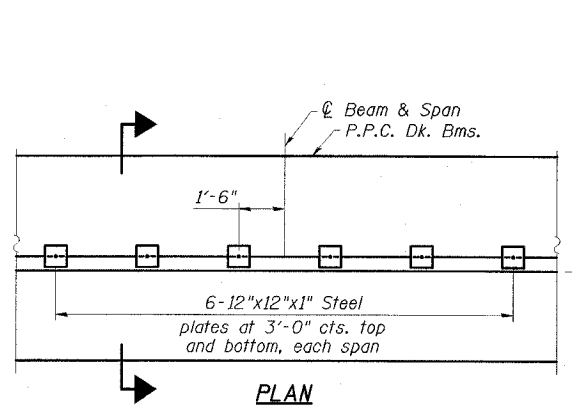 ℄ Beam & Span
P.P.C. Dk. Bms.
1'-6"
6-12"x12"x1" Steel
plates at 3'-0" cts. top
and bottom, each span
PLAN